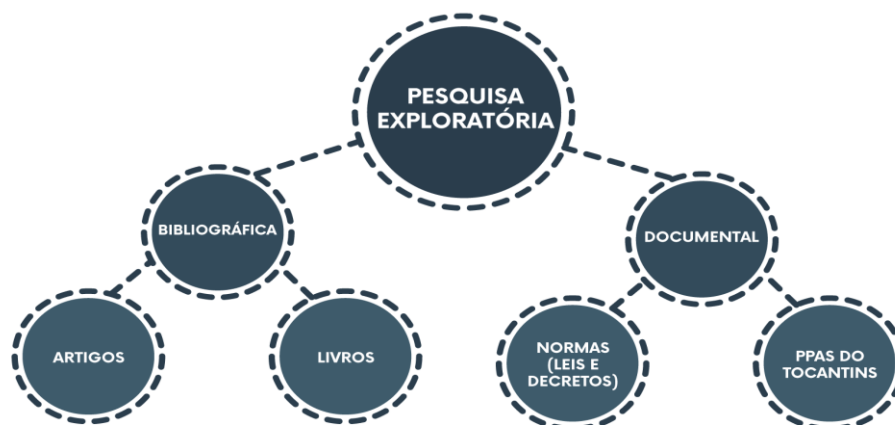 PESQUISA
EXPLORATÓRIA
BIBLIOGRÁFICA
DOCUMENTAL
ARTIGOS
LIVROS
NORMAS
(LEIS E
DECRETOS)
PPAS DO
TOCANTINS